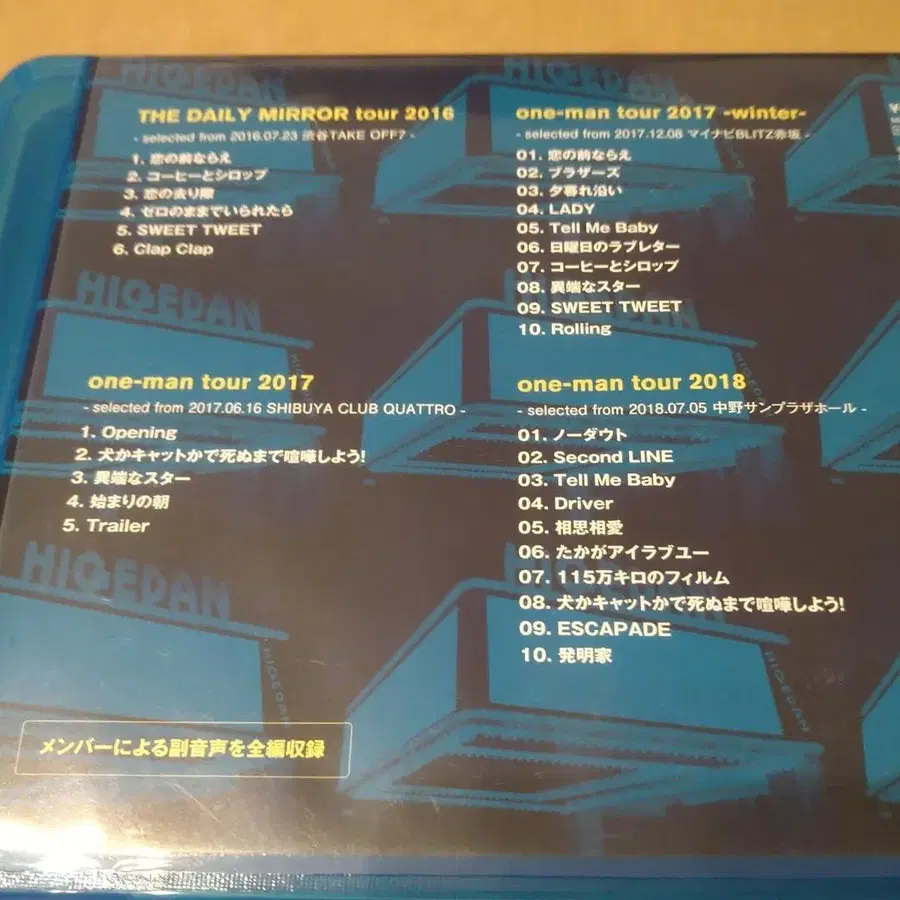 THE DAILY MIRROR tour 2016
- selected from 2016.07.23 渋谷TAKE OFF7 -
1. 恋の前ならえ
2. コーヒーとシロップ
3. 恋の去り際
4. ゼロのままでいられたら
5. SWEET TWEET
6. Clap Clap
one-man tour 2017 -winter-
- selected from 2017.12.08 マイナビBLITZ赤坂 -
01. 恋の前ならえ
02. ブラザーズ
03. 夕暮れ沿い
04. LADY
05. Tell Me Baby
06. 日曜日のラブレター
07. コーヒーとシロップ
08. 異端なスター
09. SWEET TWEET
10. Rolling
one-man tour 2017
- selected from 2017.06.16 SHIBUYA CLUB QUATTRO -
1. Opening
2. 犬かキャットかで死ぬまで喧嘩しよう!
3. 異端なスター
4. 始まりの朝
5. Trailer
one-man tour 2018
- selected from 2018.07.05 中野サンプラザホール -
01. ノーダウト
02. Second LINE
03. Tell Me Baby
04. Driver
05. 相思相愛
06. たかがアイラブユー
07. 115万キロのフィルム
08. 犬かキャットかで死ぬまで喧嘩しよう!
09. ESCAPADE
10. 発明家
メンバーによる副音声を全編収録
HIGEDAN
HIGEDAN
HIGEDAN
HIGEDAN
HIGEDAN
HIGEDAN